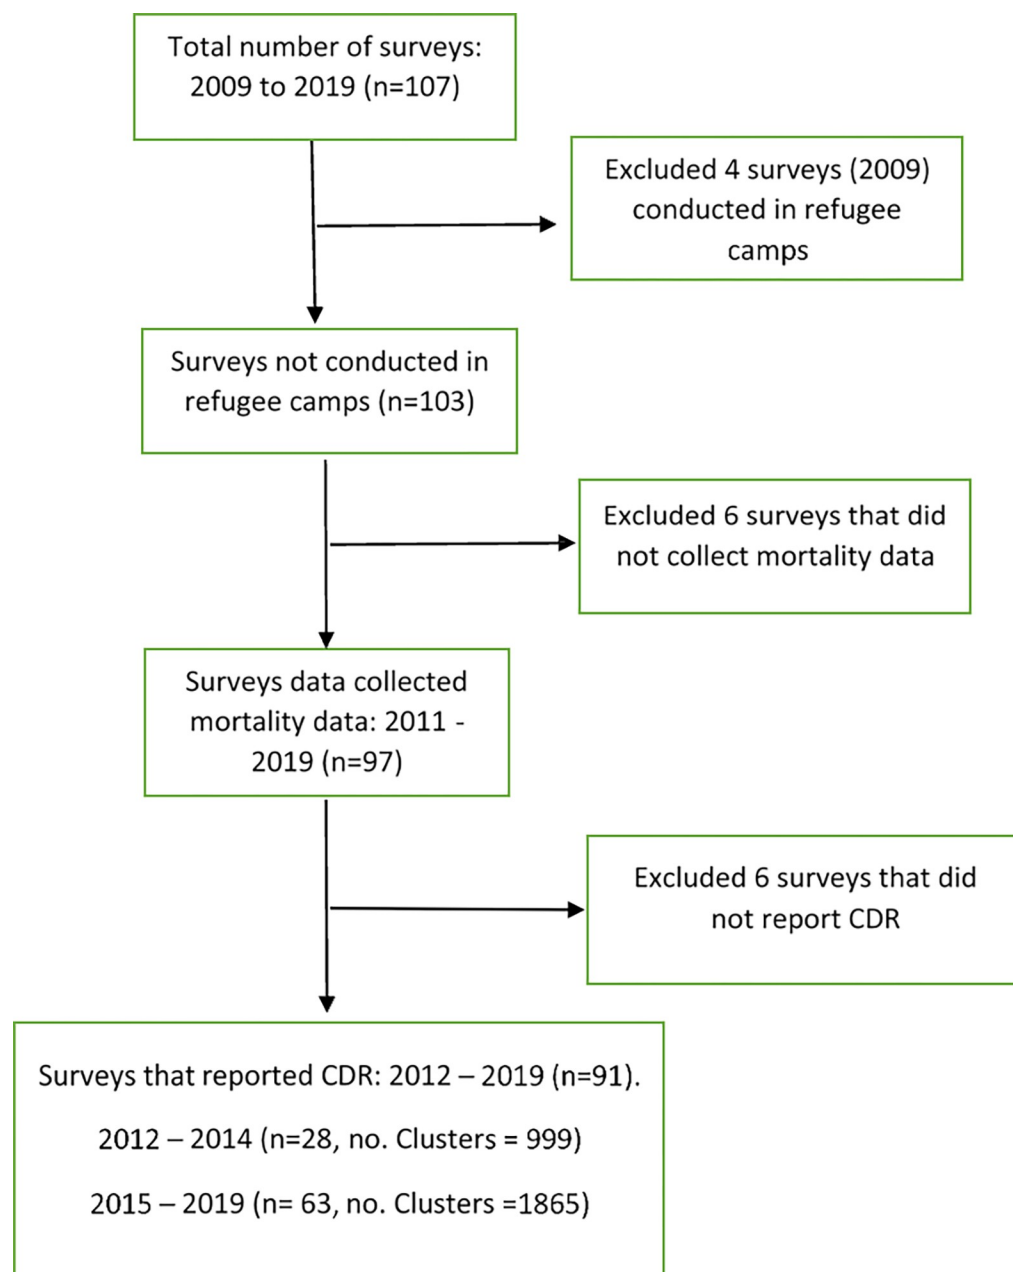 Total number of surveys:
2009 to 2019 (n=107)
Excluded 4 surveys (2009)
conducted in refugee
camps
Surveys not conducted in
refugee camps (n=103)
Excluded 6 surveys that did
not collect mortality data
Surveys data collected
mortality data: 2011 -
2019 (n=97)
Excluded 6 surveys that did
not report CDR
Surveys that reported CDR: 2012 – 2019 (n=91).
2012 – 2014 (n=28, no. Clusters = 999)
2015 – 2019 (n= 63, no. Clusters =1865)